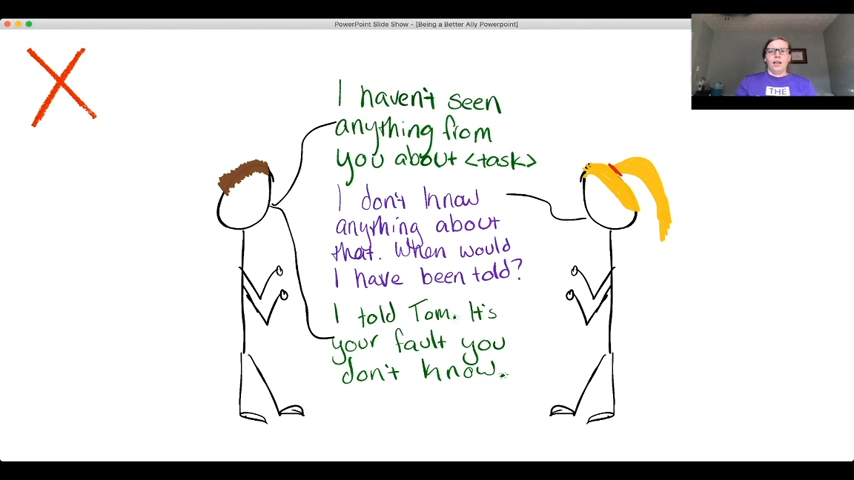 PowerPoint Slide Show - [Being a Better Ally Powerpoint]
THE
I haven't seen
anything from
you about <task>
I don't know
anything about
that. When would
I have been told?
I told Tom. It's
your fault you
don't know.